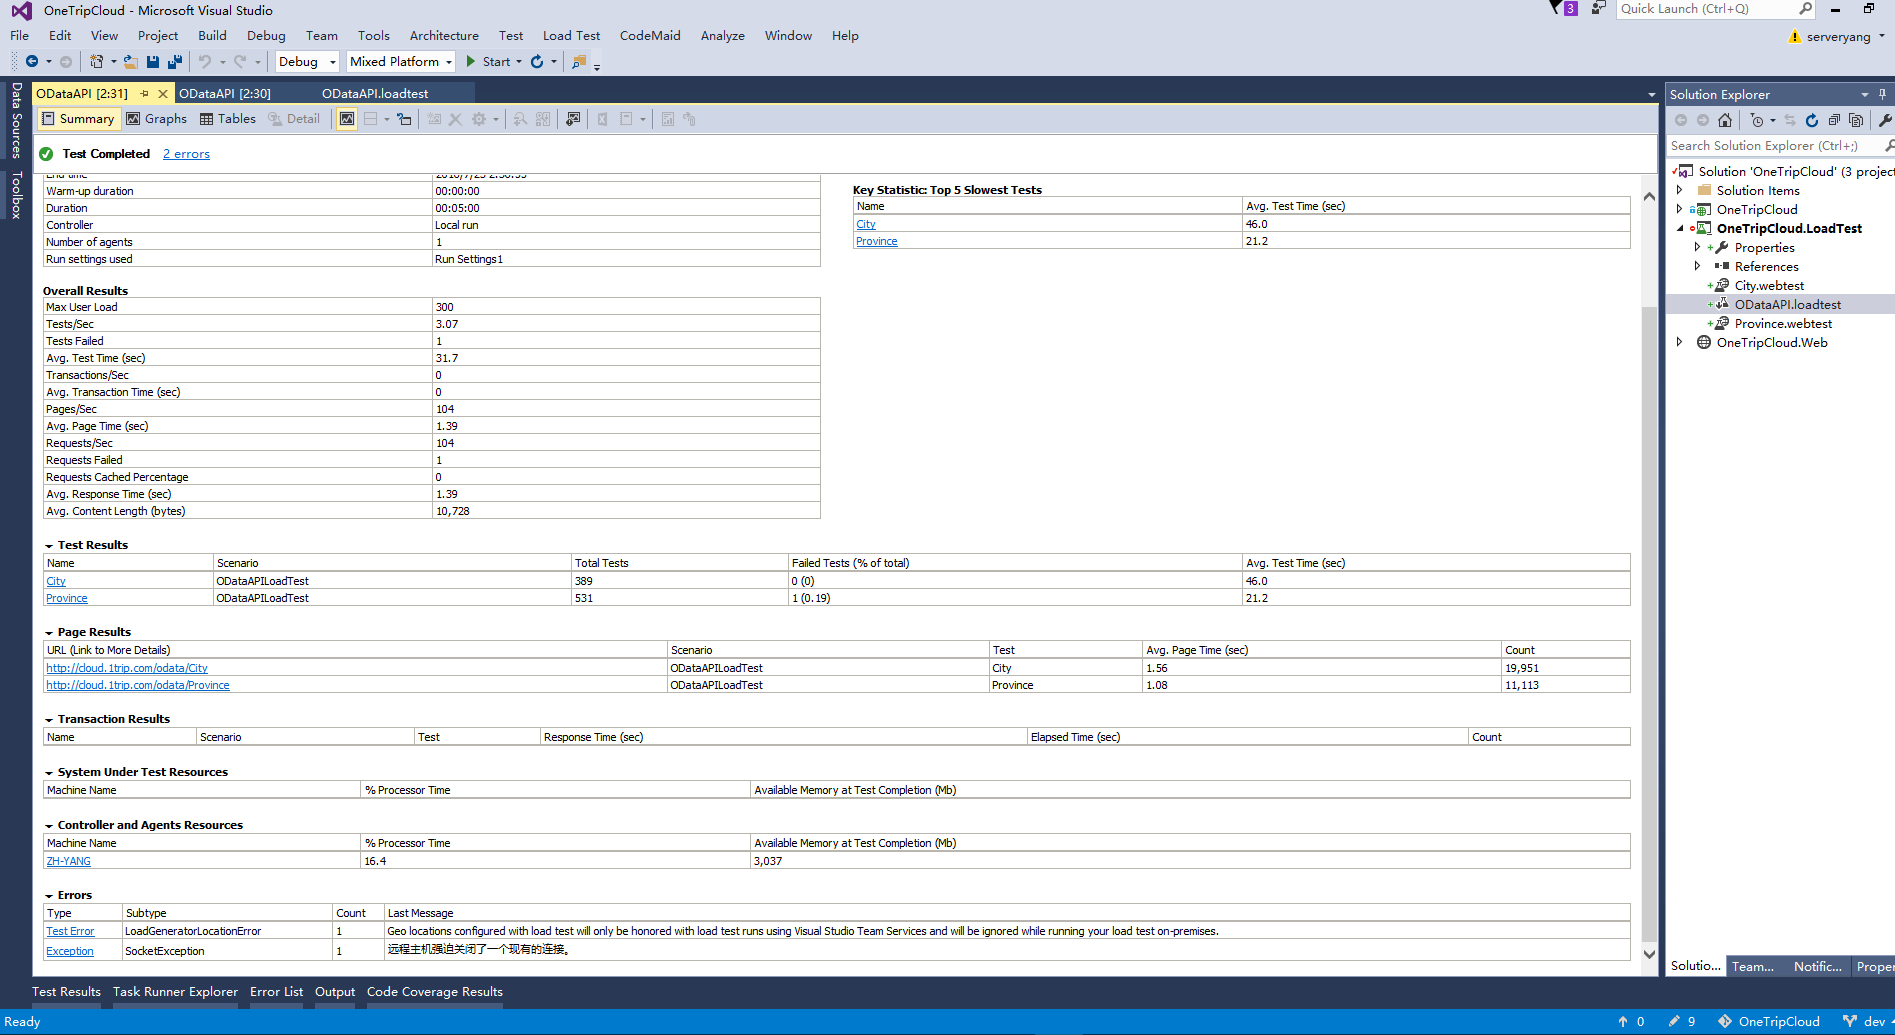 OneTripCloud - Microsoft Visual Studio
3
Quick Launch (Ctrl+Q)
File Edit View Project Build Debug Team Tools Architecture Test Load Test CodeMaid Analyze Window Help
serveryang
Debug Mixed Platform Start
Data Sources
Toolbox
ODataAPI [2:31] ODataAPI [2:30] ODataAPI.loadtest
Summary Graphs Tables Detail
Test Completed 2 errors
Warm-up duration 00:00:00
Duration 00:05:00
Controller Local run
Number of agents 1
Run settings used Run Settings1
Key Statistic: Top 5 Slowest Tests
Name Avg. Test Time (sec)
City 46.0
Province 21.2
Overall Results
Max User Load 300
Tests/Sec 3.07
Tests Failed 1
Avg. Test Time (sec) 31.7
Transactions/Sec 0
Avg. Transaction Time (sec) 0
Pages/Sec 104
Avg. Page Time (sec) 1.39
Requests/Sec 104
Requests Failed 1
Requests Cached Percentage 0
Avg. Response Time (sec) 1.39
Avg. Content Length (bytes) 10,728
Test Results
Name Scenario Total Tests Failed Tests (% of total) Avg. Test Time (sec)
City ODataAPILoadTest 389 0 (0) 46.0
Province ODataAPILoadTest 531 1 (0.19) 21.2
Page Results
URL (Link to More Details) Scenario Test Avg. Page Time (sec) Count
http://cloud.1trip.com/odata/City ODataAPILoadTest City 1.56 19,951
http://cloud.1trip.com/odata/Province ODataAPILoadTest Province 1.08 11,113
Transaction Results
Name Scenario Test Response Time (sec) Elapsed Time (sec) Count
System Under Test Resources
Machine Name % Processor Time Available Memory at Test Completion (Mb)
Controller and Agents Resources
Machine Name % Processor Time Available Memory at Test Completion (Mb)
ZH-YANG 16.4 3,037
Errors
Type Subtype Count Last Message
Test Error LoadGeneratorLocationError 1 Geo locations configured with load test will only be honored with load test runs using Visual Studio Team Services and will be ignored while running your load test on-premises.
Exception SocketException 1 远程主机强迫关闭了一个现有的连接。
Solution Explorer
Search Solution Explorer (Ctrl+;)
Solution 'OneTripCloud' (3 project
Solution Items
OneTripCloud
OneTripCloud.LoadTest
Properties
References
City.webtest
ODataAPI.loadtest
Province.webtest
OneTripCloud.Web
Solutio... Team... Notific... Proper
Test Results Task Runner Explorer Error List Output Code Coverage Results
Ready 0 9 OneTripCloud dev